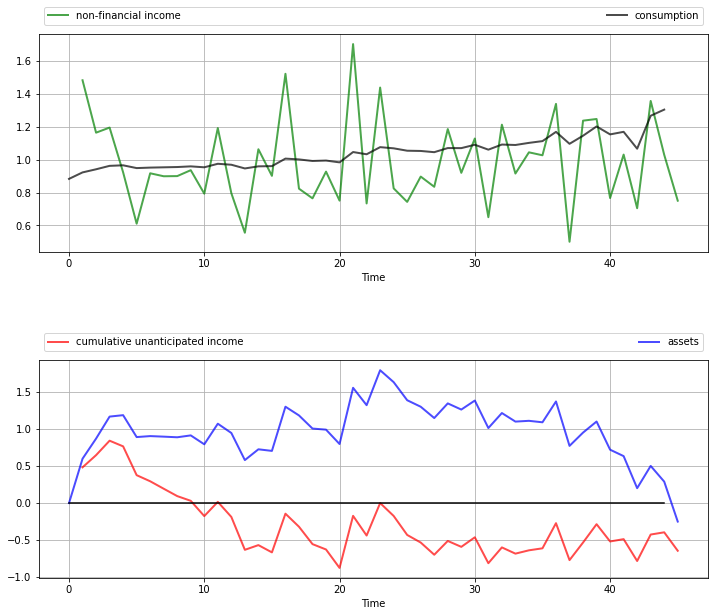 non-financial income consumption
1.6
1.4
1.2
1.0
0.8
0.6
0 10 20 30 40
Time
cumulative unanticipated income assets
1.5
1.0
0.5
0.0
−0.5
−1.0
0 10 20 30 40
Time